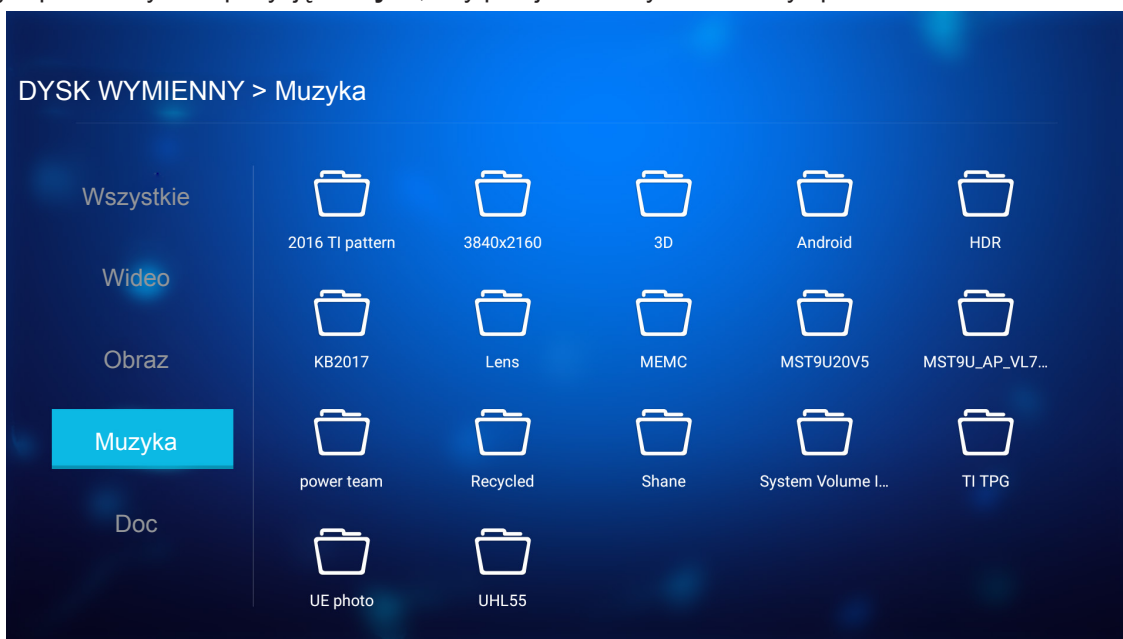 DYSK WYMIENNY > Muzyka
Wszystkie
Wideo
Obraz
Muzyka
Doc
2016 TI pattern
3840x2160
3D
Android
HDR
KB2017
Lens
MEMC
MST9U20V5
MST9U_AP_VL7...
power team
Recycled
Shane
System Volume I...
TI TPG
UE photo
UHL55